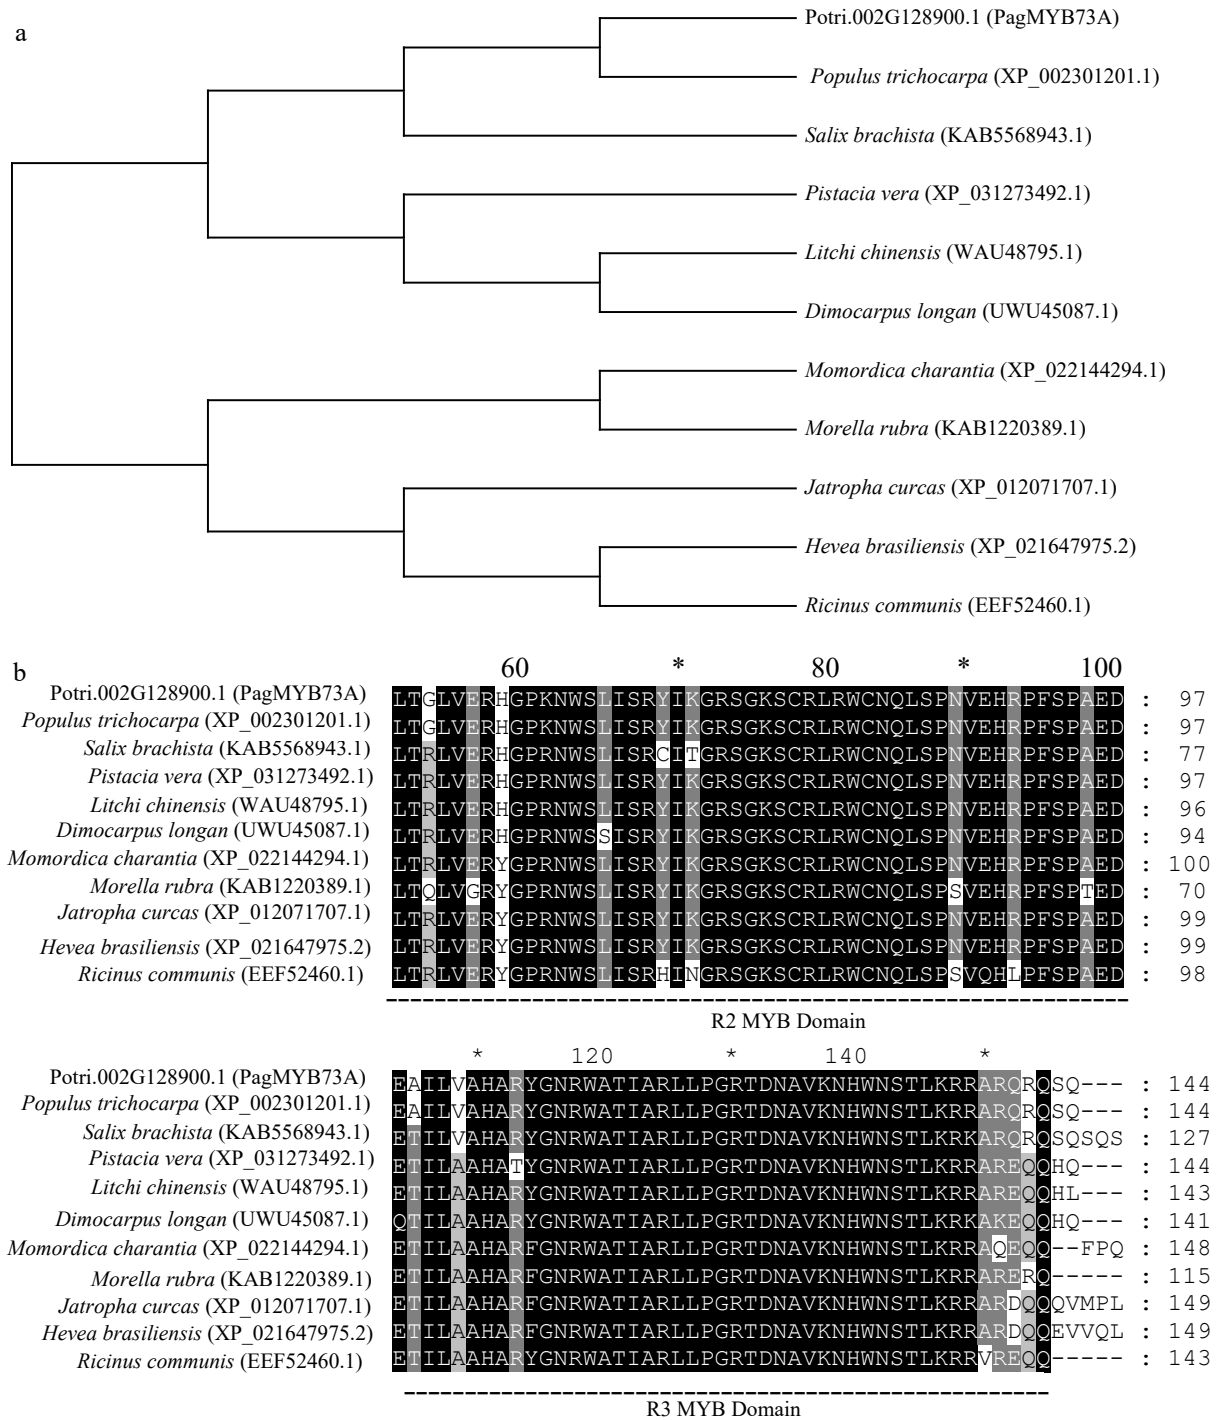 a
Potri.002G128900.1 (PagMYB73A)
Populus trichocarpa (XP_002301201.1)
Salix brachista (KAB5568943.1)
Pistacia vera (XP_031273492.1)
Litchi chinensis (WAU48795.1)
Dimocarpus longan (UWU45087.1)
Momordica charantia (XP_022144294.1)
Morella rubra (KAB1220389.1)
Jatropha curcas (XP_012071707.1)
Hevea brasiliensis (XP_021647975.2)
Ricinus communis (EEF52460.1)
b
60 * 80 * 100
Potri.002G128900.1 (PagMYB73A) LTGLVERHGPKNWSLISRYIKGRSGKSCRLRWCNQLSPNVEHRPFSPAED : 97
Populus trichocarpa (XP_002301201.1) LTGLVERHGPKNWSLISRYIKGRSGKSCRLRWCNQLSPNVEHRPFSPAED : 97
Salix brachista (KAB5568943.1) LTRLVERHGPRNWSLISRCITGRSGKSCRLRWCNQLSPNVEHRPFSPAED : 77
Pistacia vera (XP_031273492.1) LTRLVERHGPRNWSLISRYIKGRSGKSCRLRWCNQLSPNVEHRPFSPAED : 97
Litchi chinensis (WAU48795.1) LTRLVERHGPRNWSLISRYIKGRSGKSCRLRWCNQLSPNVEHRPFSPAED : 96
Dimocarpus longan (UWU45087.1) LTRLVERHGPRNWSSISRYIKGRSGKSCRLRWCNQLSPNVEHRPFSPAED : 94
Momordica charantia (XP_022144294.1) LTRLVERYGPRNWSLISRYIKGRSGKSCRLRWCNQLSPNVEHRPFSPAED : 100
Morella rubra (KAB1220389.1) LTQLVGRYGPRNWSLISRYIKGRSGKSCRLRWCNQLSPSVEHRPFSPTED : 70
Jatropha curcas (XP_012071707.1) LTRLVERYGPRNWSLISRYIKGRSGKSCRLRWCNQLSPNVEHRPFSPAED : 99
Hevea brasiliensis (XP_021647975.2) LTRLVERYGPRNWSLISRYIKGRSGKSCRLRWCNQLSPNVEHRPFSPAED : 99
Ricinus communis (EEF52460.1) LTRLVERYGPRNWSLISRHINGRSGKSCRLRWCNQLSPSVQHLPFSPAED : 98
R2 MYB Domain
* 120 * 140 *
Potri.002G128900.1 (PagMYB73A) EAILVAHARYGNRWATIARLLPGRTDNAVKNHWNSTLKRRARQRQSQ--- : 144
Populus trichocarpa (XP_002301201.1) EAILVAHARYGNRWATIARLLPGRTDNAVKNHWNSTLKRRARQRQSQ--- : 144
Salix brachista (KAB5568943.1) ETILVAHARYGNRWATIARLLPGRTDNAVKNHWNSTLKRKARQRQSQSQS : 127
Pistacia vera (XP_031273492.1) ETILAAHATYGNRWATIARLLPGRTDNAVKNHWNSTLKRRAREQQHQ--- : 144
Litchi chinensis (WAU48795.1) ETILAAHARYGNRWATIARLLPGRTDNAVKNHWNSTLKRRAREQQHL--- : 143
Dimocarpus longan (UWU45087.1) QTILAAHARYGNRWATIARLLPGRTDNAVKNHWNSTLKRKAKEQQHQ--- : 141
Momordica charantia (XP_022144294.1) ETILAAHARFGNRWATIARLLPGRTDNAVKNHWNSTLKRRAQEQQ--FPQ : 148
Morella rubra (KAB1220389.1) ETILAAHARFGNRWATIARLLPGRTDNAVKNHWNSTLKRRARERQ----- : 115
Jatropha curcas (XP_012071707.1) ETILAAHARFGNRWATIARLLPGRTDNAVKNHWNSTLKRRARDQQQVMPL : 149
Hevea brasiliensis (XP_021647975.2) ETILAAHARFGNRWATIARLLPGRTDNAVKNHWNSTLKRRARDQQEVVQL : 149
Ricinus communis (EEF52460.1) ETILAAHARFGNRWATIARLLPGRTDNAVKNHWNSTLKRRVREQQ----- : 143
R3 MYB Domain